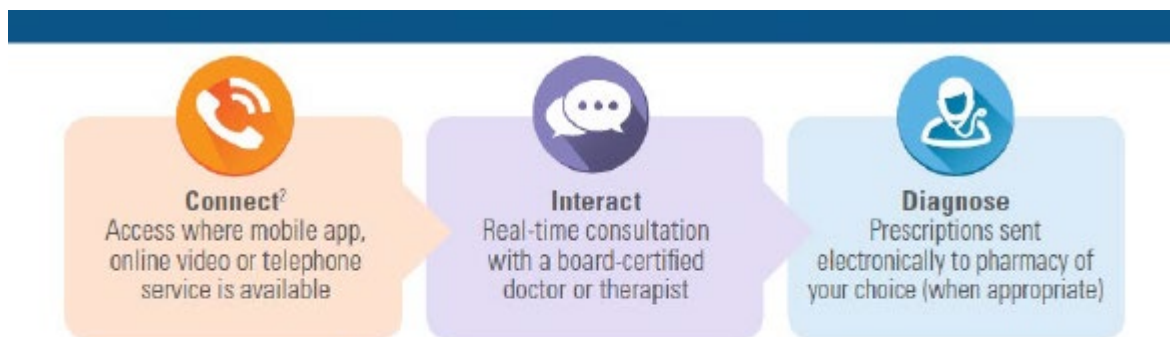 Connect²
Access where mobile app,
online video or telephone
service is available
Interact
Real-time consultation
with a board-certified
doctor or therapist
Diagnose
Prescriptions sent
electronically to pharmacy of
your choice (when appropriate)